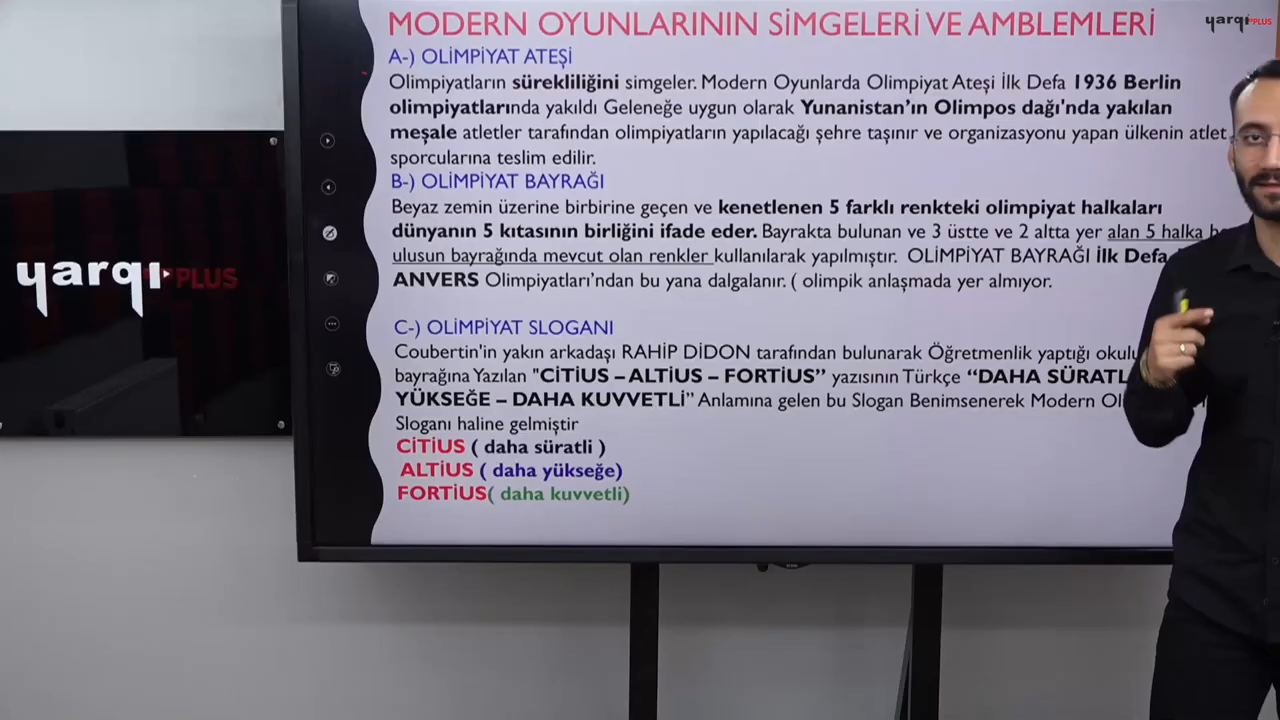 yarqı PLUS
MODERN OYUNLARININ SİMGELERİ VE AMBLEMLERİ
A-) OLİMPİYAT ATEŞİ
Olimpiyatların sürekliliğini simgeler. Modern Oyunlarda Olimpiyat Ateşi İlk Defa 1936 Berlin
olimpiyatlarında yakıldı Geleneğe uygun olarak Yunanistan'ın Olimpos dağı'nda yakılan
meşale atletler tarafından olimpiyatların yapılacağı şehre taşınır ve organizasyonu yapan ülkenin atlet
sporcularına teslim edilir.
B-) OLİMPİYAT BAYRAĞI
Beyaz zemin üzerine birbirine geçen ve kenetlenen 5 farklı renkteki olimpiyat halkaları
dünyanın 5 kıtasının birliğini ifade eder. Bayrakta bulunan ve 3 üstte ve 2 altta yer alan 5 halka
ulusun bayrağında mevcut olan renkler kullanılarak yapılmıştır. OLİMPİYAT BAYRAĞI İlk Defa
ANVERS Olimpiyatları'ndan bu yana dalgalanır. ( olimpik anlaşmada yer almıyor.
C-) OLİMPİYAT SLOGANI
Coubertin'in yakın arkadaşı RAHİP DİDON tarafından bulunarak Öğretmenlik yaptığı
bayrağına Yazılan "CİTİUS – ALTİUS – FORTİUS" yazısının Türkçe "DAHA
YÜKSEĞE – DAHA KUVVETLİ" Anlamına gelen bu Slogan Benimsenerek Modern
Sloganı haline gelmiştir
CİTİUS ( daha süratli )
ALTİUS ( daha yükseğe)
FORTİUS( daha kuvvetli)
yarqı PLUS